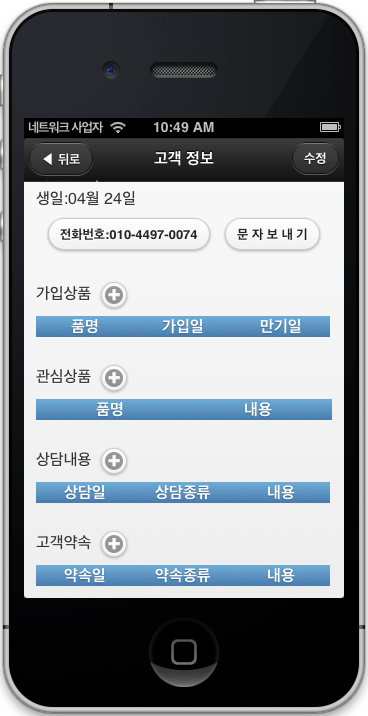 네트워크 사업자 10:49 AM
뒤로 고객 정보 수정
생일:04월 24일
전화번호:010-4497-0074 문 자 보 내 기
가입상품
품명 가입일 만기일
관심상품
품명 내용
상담내용
상담일 상담종류 내용
고객약속
약속일 약속종류 내용